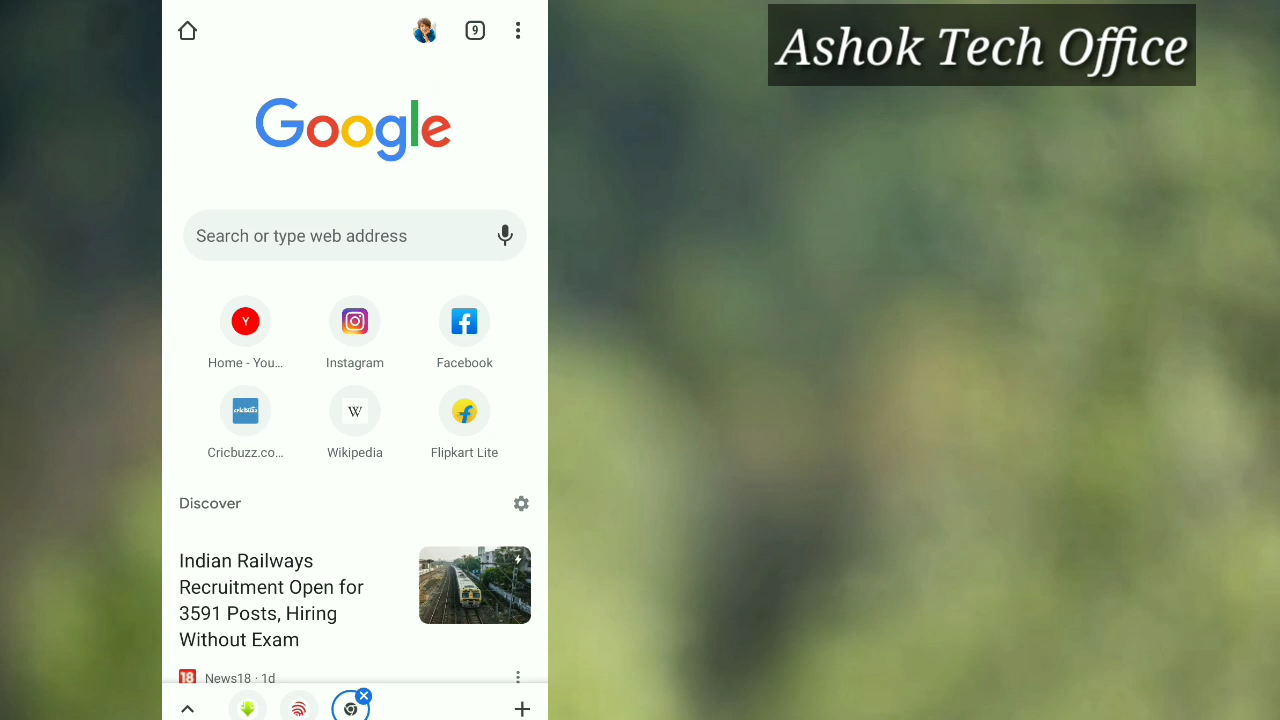 Ashok Tech Office
9
Google
Search or type web address
Y
Home - You...
Instagram
Facebook
cricbuzz
W
f
Cricbuzz.co...
Wikipedia
Flipkart Lite
Discover
Indian Railways
Recruitment Open for
3591 Posts, Hiring
Without Exam
18 News18 · 1d